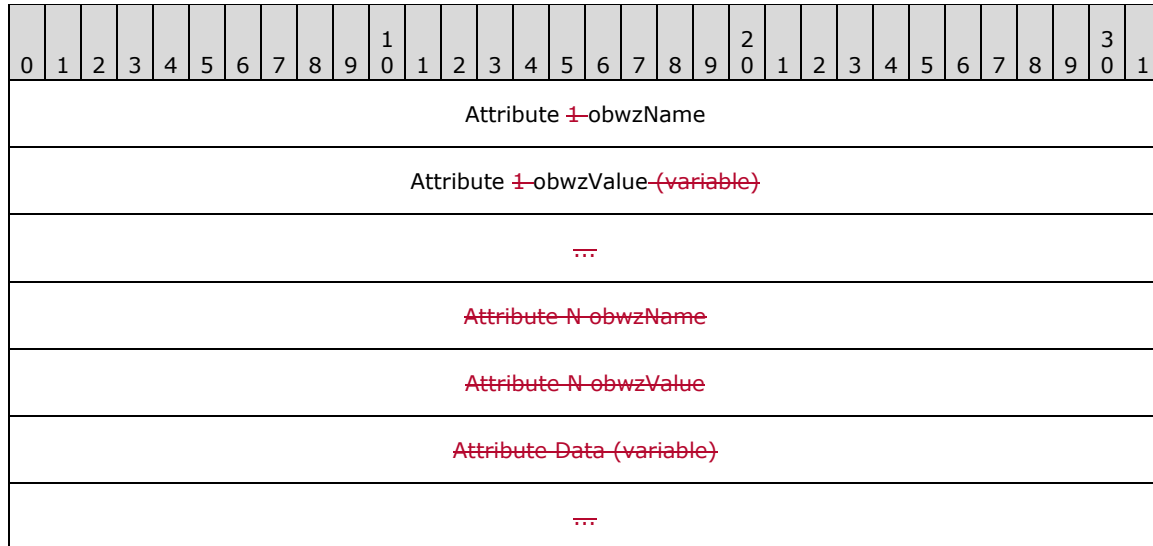 0 1 2 3 4 5 6 7 8 9 1 0 1 2 3 4 5 6 7 8 9 2 0 1 2 3 4 5 6 7 8 9 3 0 1
Attribute 1 obwzName
Attribute 1 obwzValue (variable)
...
Attribute N obwzName
Attribute N obwzValue
Attribute Data (variable)
...